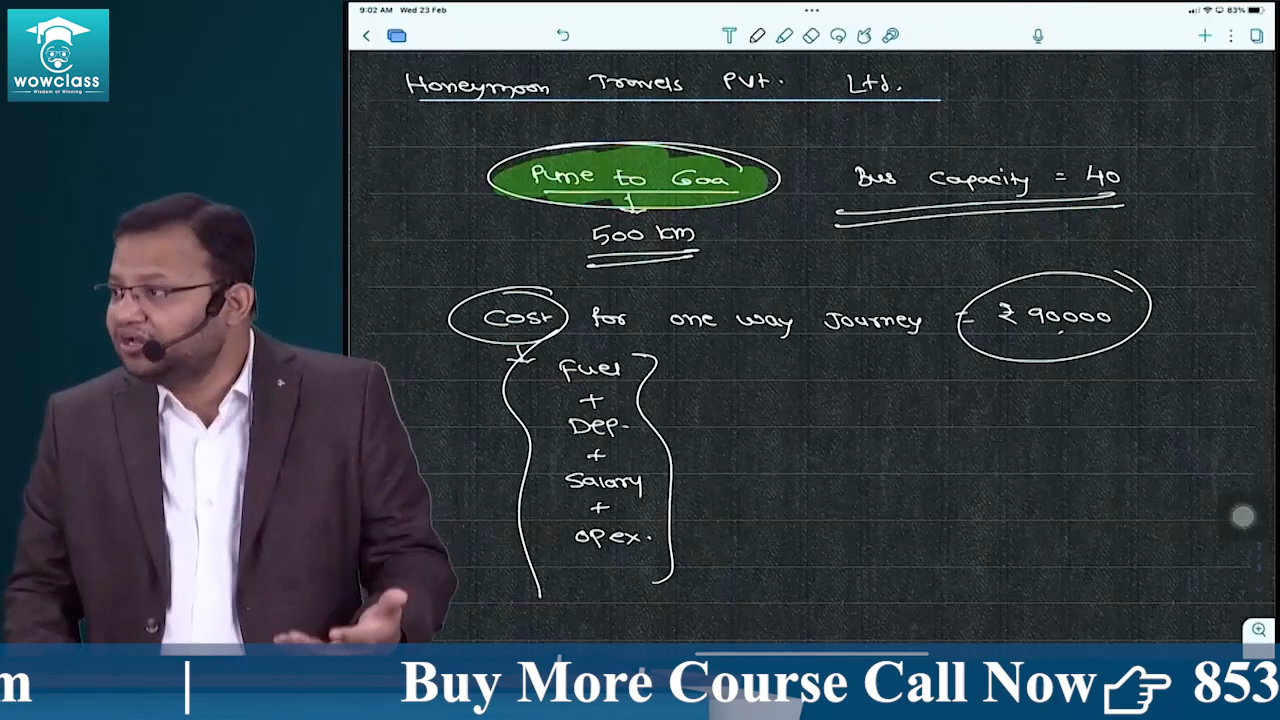 9:02 AM Wed 23 Feb
83%
wowclass
Wisdom of Winning
Honeymoon Travels Pvt. Ltd.
Pune to Goa
Bus capacity = 40
500 km
Cost for one way Journey = ₹ 90000
Fuel
+
Dep.
+
Salary
+
opex.
m | Buy More Course Call Now 853